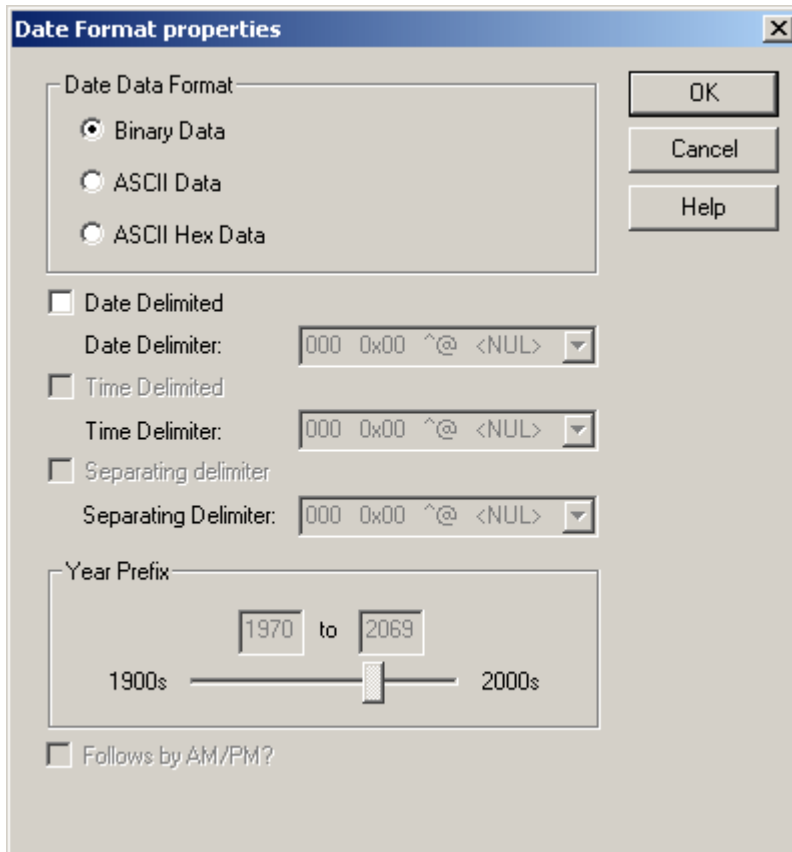 Date Format properties
Date Data Format
OK
Binary Data
Cancel
ASCII Data
Help
ASCII Hex Data
Date Delimited
Date Delimiter: 000 0x00 ^@ <NUL>
Time Delimited
Time Delimiter: 000 0x00 ^@ <NUL>
Separating delimiter
Separating Delimiter: 000 0x00 ^@ <NUL>
Year Prefix
1970 to 2069
1900s 2000s
Follows by AM/PM?